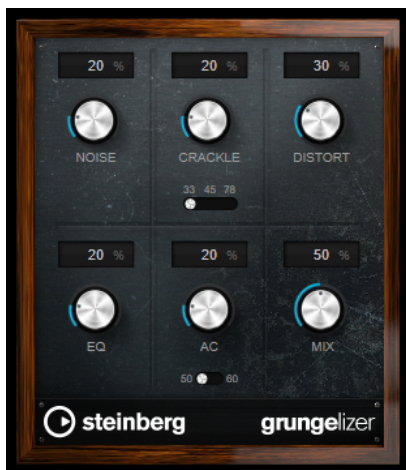 20 % 20 % 30 %
NOISE CRACKLE DISTORT
33 45 78
20 % 20 % 50 %
EQ AC MIX
50 60
steinberg grungelizer